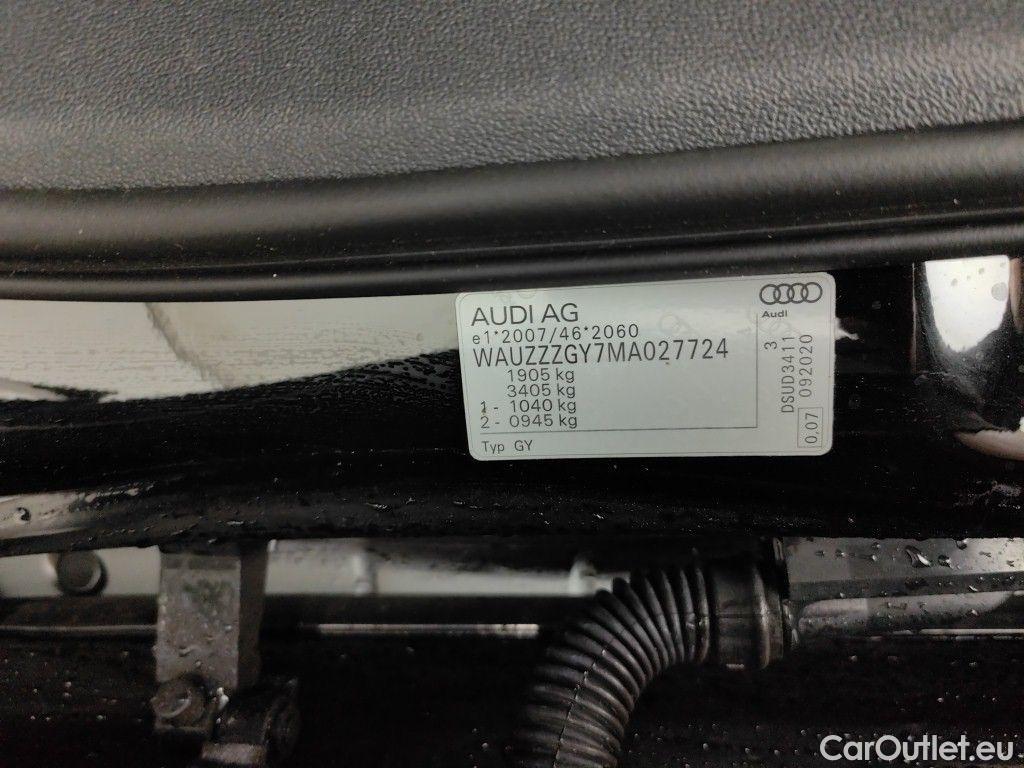 AUDI AG
e1*2007/46*2060
WAUZZZGY7MA027724
1905 kg
3405 kg
1 - 1040 kg
2 - 0945 kg
Typ GY
Audi
3
DSUD3411
092020
0,07
CarOutlet.eu